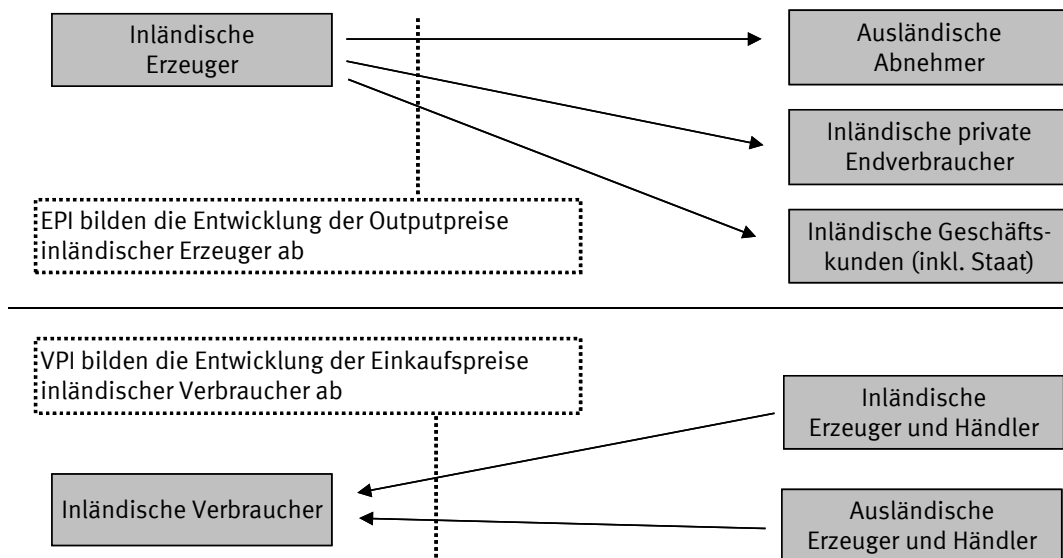 Inländische
Erzeuger
Ausländische
Abnehmer
Inländische private
Endverbraucher
EPI bilden die Entwicklung der Outputpreise
inländischer Erzeuger ab
Inländische Geschäfts-
kunden (inkl. Staat)
VPI bilden die Entwicklung der Einkaufspreise
inländischer Verbraucher ab
Inländische
Erzeuger und Händler
Inländische Verbraucher
Ausländische
Erzeuger und Händler